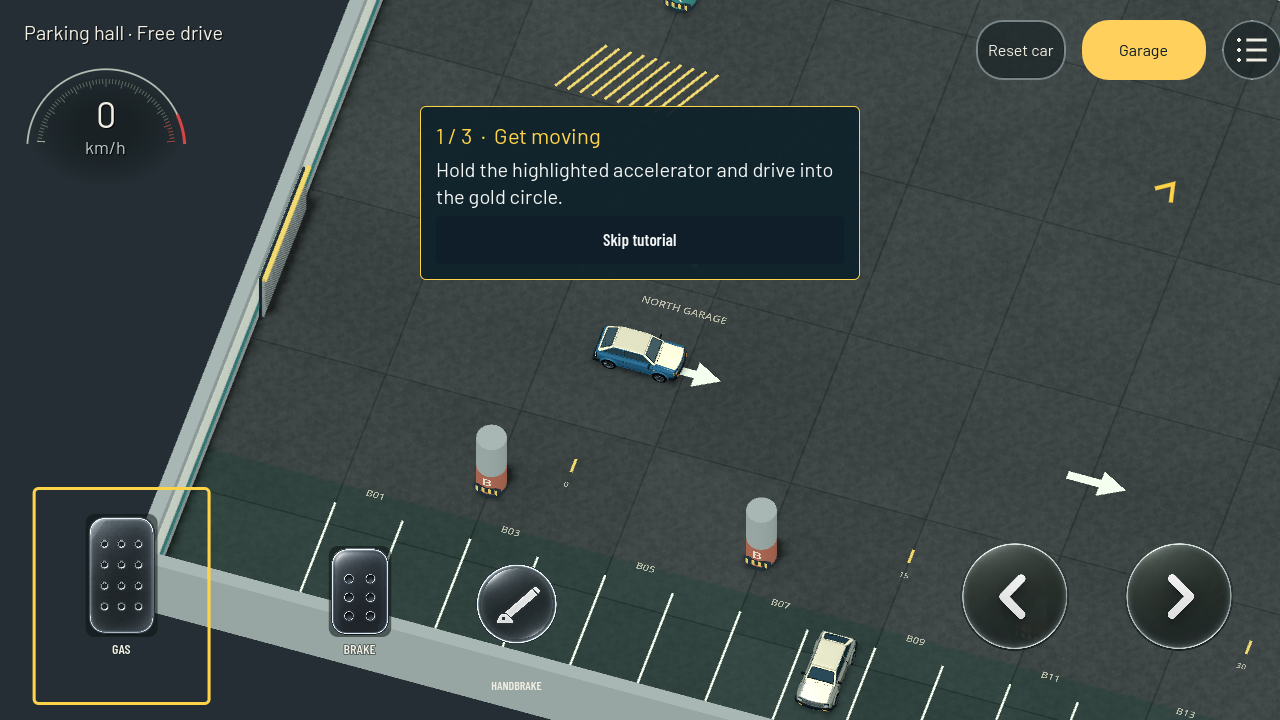 Parking hall · Free drive
Reset car
Garage
0
km/h
1 / 3 · Get moving
Hold the highlighted accelerator and drive into
the gold circle.
Skip tutorial
NORTH GARAGE
B
0
B
15
30
B01
B03
B05
B07
B09
B11
B13
GAS
BRAKE
HANDBRAKE